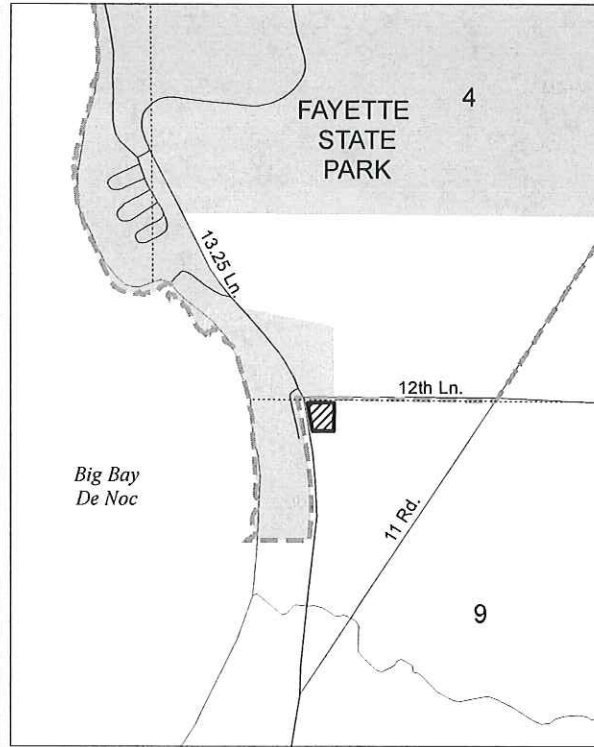 4
FAYETTE
STATE
PARK
13.25 Ln.
12th Ln.
Big Bay
De Noc
11 Rd.
9